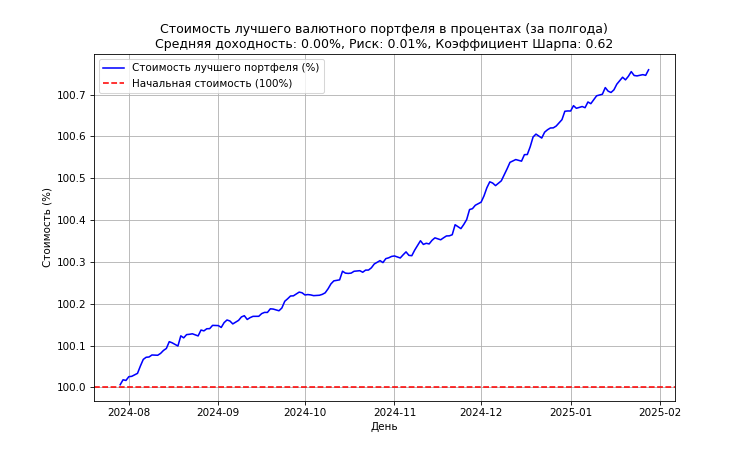 Стоимость лучшего валютного портфеля в процентах (за полгода)
Средняя доходность: 0.00%, Риск: 0.01%, Коэффициент Шарпа: 0.62
Стоимость лучшего портфеля (%)
Начальная стоимость (100%)
Стоимость (%)
100.7
100.6
100.5
100.4
100.3
100.2
100.1
100.0
2024-08
2024-09
2024-10
2024-11
2024-12
2025-01
2025-02
День